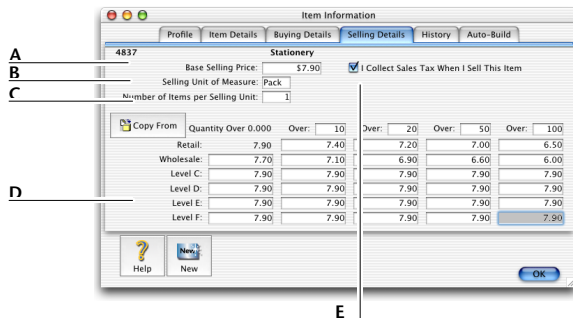 Item Information
Profile Item Details Buying Details Selling Details History Auto-Build
4837 Stationery
A
Base Selling Price: $7.90 I Collect Sales Tax When I Sell This Item
B
Selling Unit of Measure: Pack
C
Number of Items per Selling Unit: 1
Copy From Quantity Over 0.000 Over: 10 Over: 20 Over: 50 Over: 100
Retail: 7.90 7.40 7.20 7.00 6.50
Wholesale: 7.70 7.10 6.90 6.60 6.00
Level C: 7.90 7.90 7.90 7.90 7.90
Level D: 7.90 7.90 7.90 7.90 7.90
D
Level E: 7.90 7.90 7.90 7.90 7.90
Level F: 7.90 7.90 7.90 7.90 7.90
Help New
OK
E